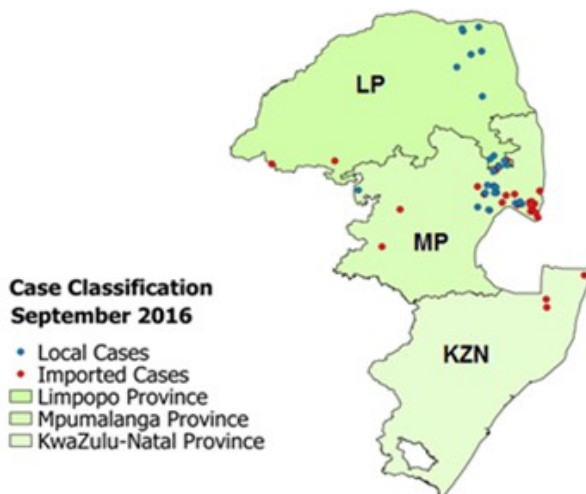 LP
MP
KZN
Case Classification
September 2016
Local Cases
Imported Cases
Limpopo Province
Mpumalanga Province
KwaZulu-Natal Province